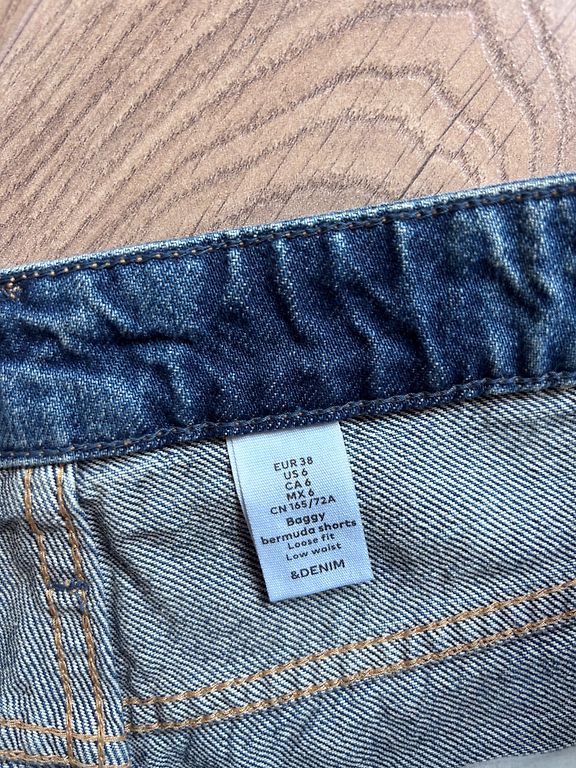 EUR 38
US 6
CA 6
MX 6
CN 165/72A
Baggy
bermuda shorts
Loose fit
Low waist
&DENIM